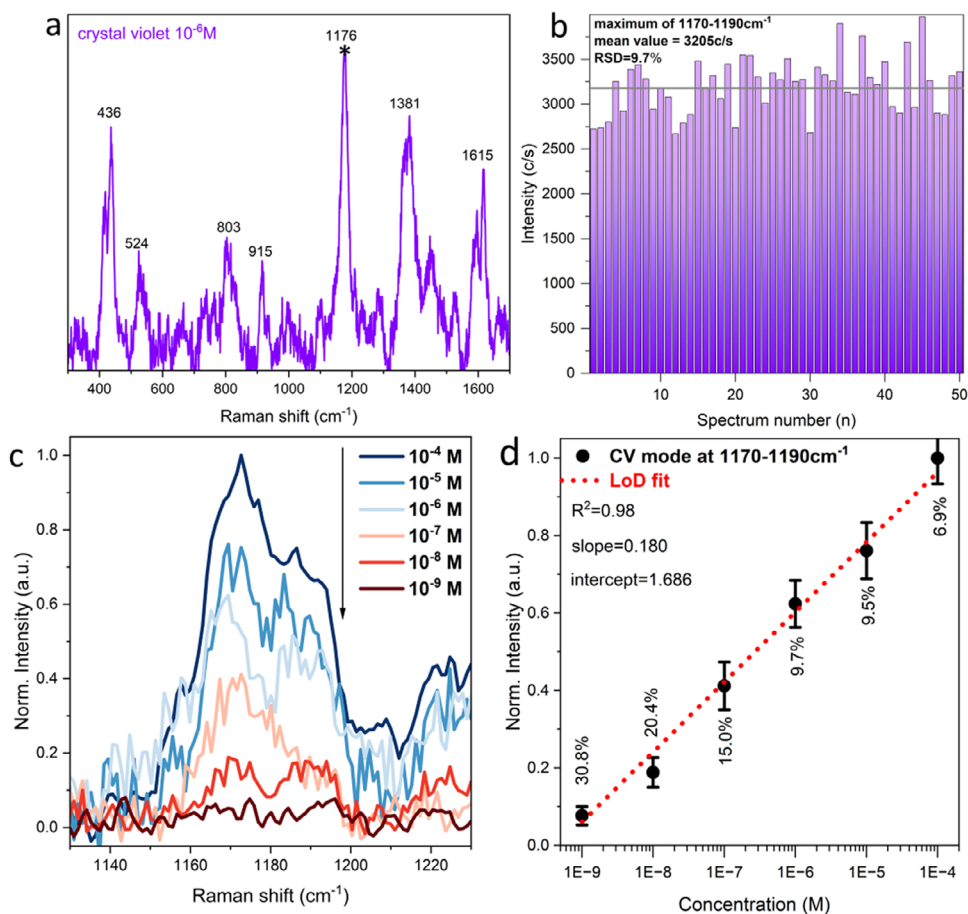 a
crystal violet 10⁻⁶M
1176
*
436
1381
1615
524
803
915
400 600 800 1000 1200 1400 1600
Raman shift (cm⁻¹)
b
maximum of 1170-1190cm⁻¹
mean value = 3205c/s
RSD=9.7%
Intensity (c/s)
3500
3000
2500
2000
1500
1000
500
0
10 20 30 40 50
Spectrum number (n)
c
10⁻⁴ M
10⁻⁵ M
10⁻⁶ M
10⁻⁷ M
10⁻⁸ M
10⁻⁹ M
Norm. Intensity (a.u.)
1.0
0.8
0.6
0.4
0.2
0.0
1140 1160 1180 1200 1220
Raman shift (cm⁻¹)
d
CV mode at 1170-1190cm⁻¹
LoD fit
R²=0.98
slope=0.180
intercept=1.686
Norm. Intensity (a.u.)
1.0
0.8
0.6
0.4
0.2
0.0
30.8%
20.4%
15.0%
9.7%
9.5%
6.9%
1E−9 1E−8 1E−7 1E−6 1E−5 1E−4
Concentration (M)